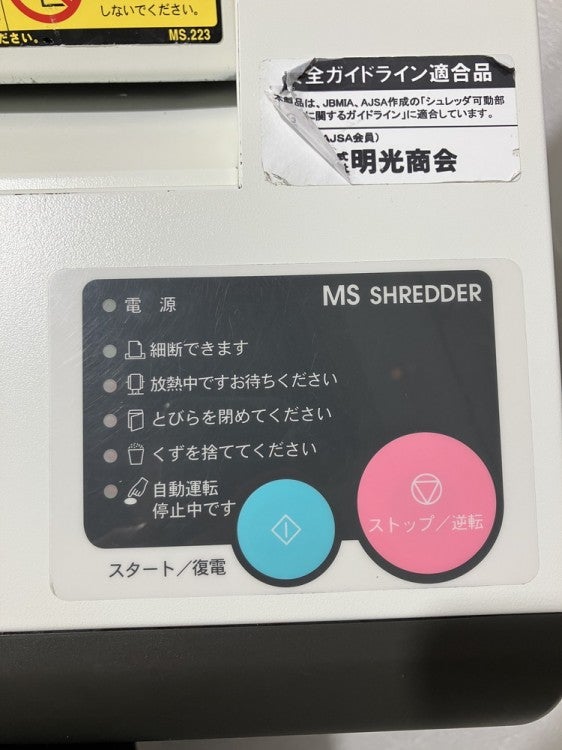 しないでください。
ださい。
MS.223
全ガイドライン適合品
本製品は、JBMIA、AJSA作成の「シュレッダ可動部
に関するガイドライン」に適合しています。
AJSA会員)
明光商会
MS SHREDDER
電 源
細断できます
放熱中ですお待ちください
とびらを閉めてください
くずを捨ててください
自動運転
停止中です
スタート／復電
ストップ／逆転